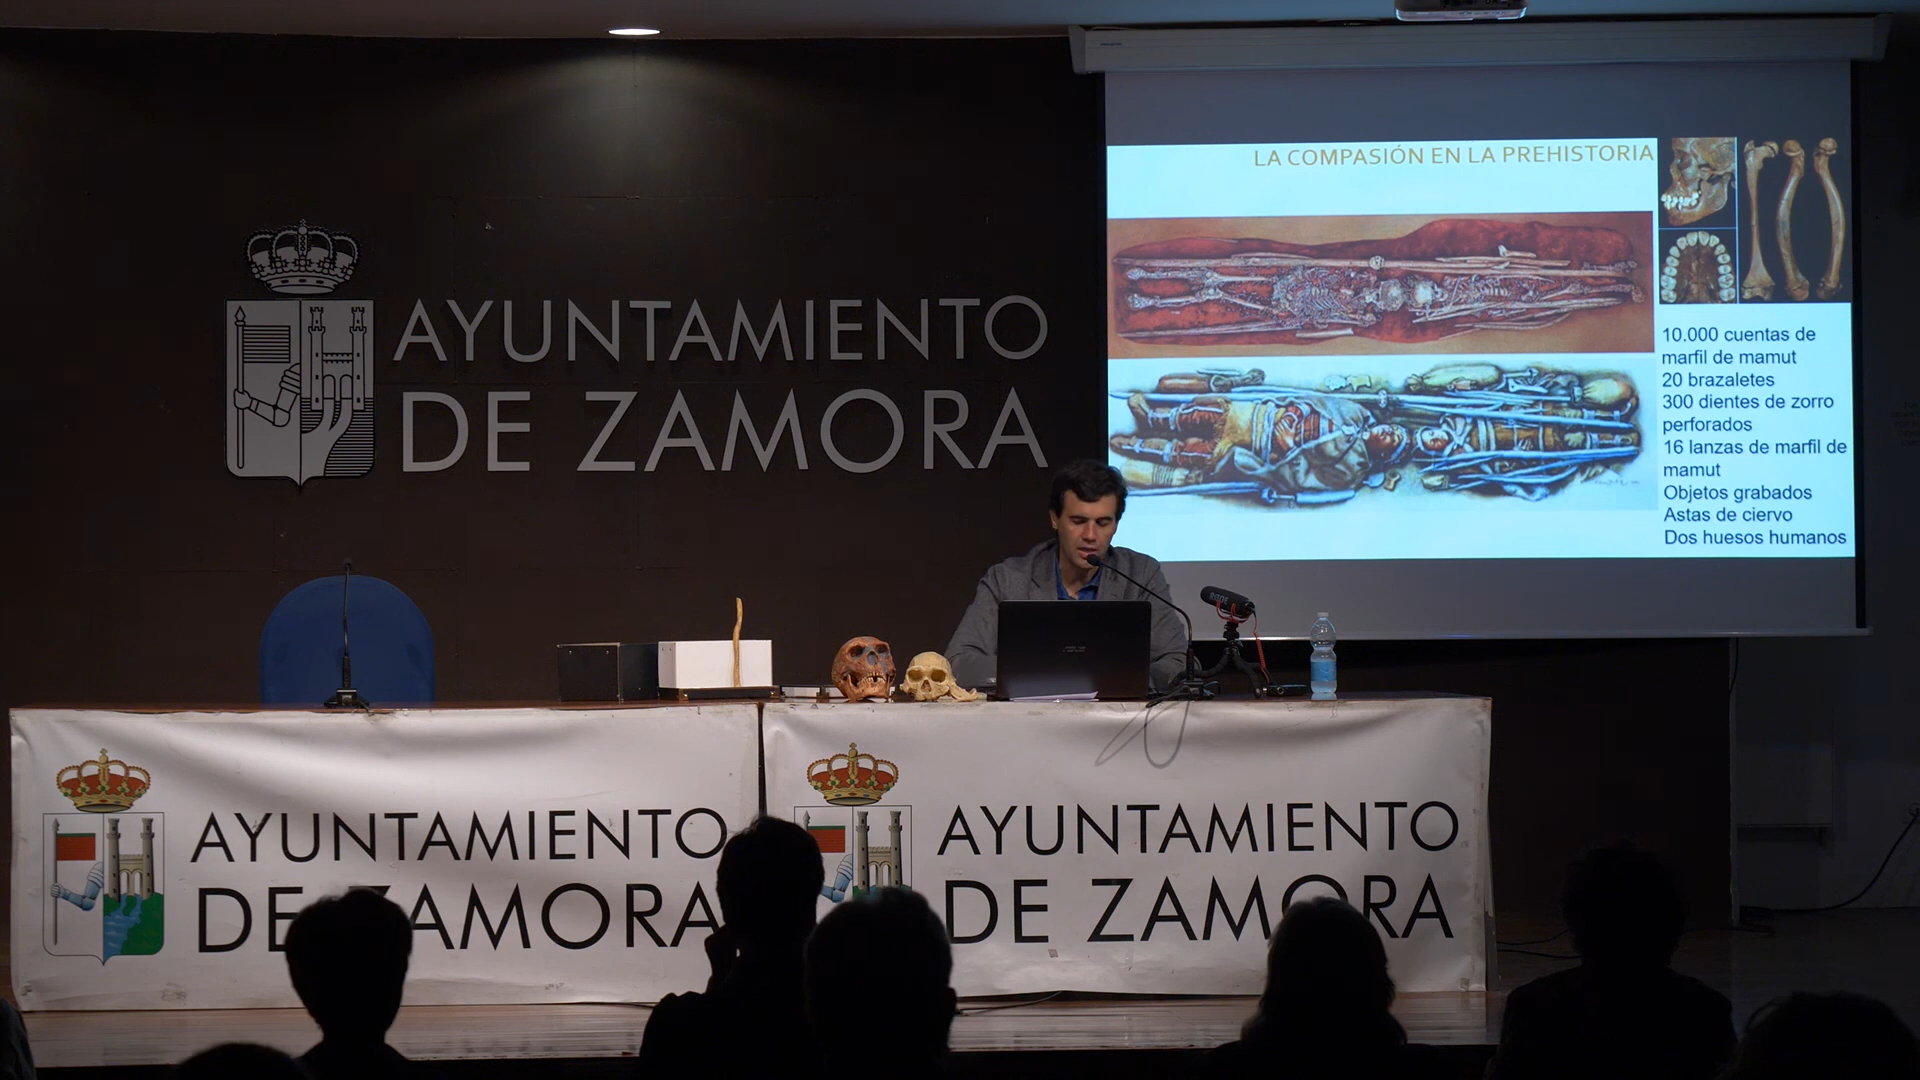 LA COMPASIÓN EN LA PREHISTORIA
10.000 cuentas de
marfil de mamut
20 brazaletes
300 dientes de zorro
perforados
16 lanzas de marfil de
mamut
Objetos grabados
Astas de ciervo
Dos huesos humanos
AYUNTAMIENTO
DE ZAMORA
RODE
AYUNTAMIENTO
DE ZAMORA
AYUNTAMIENTO
DE ZAMORA